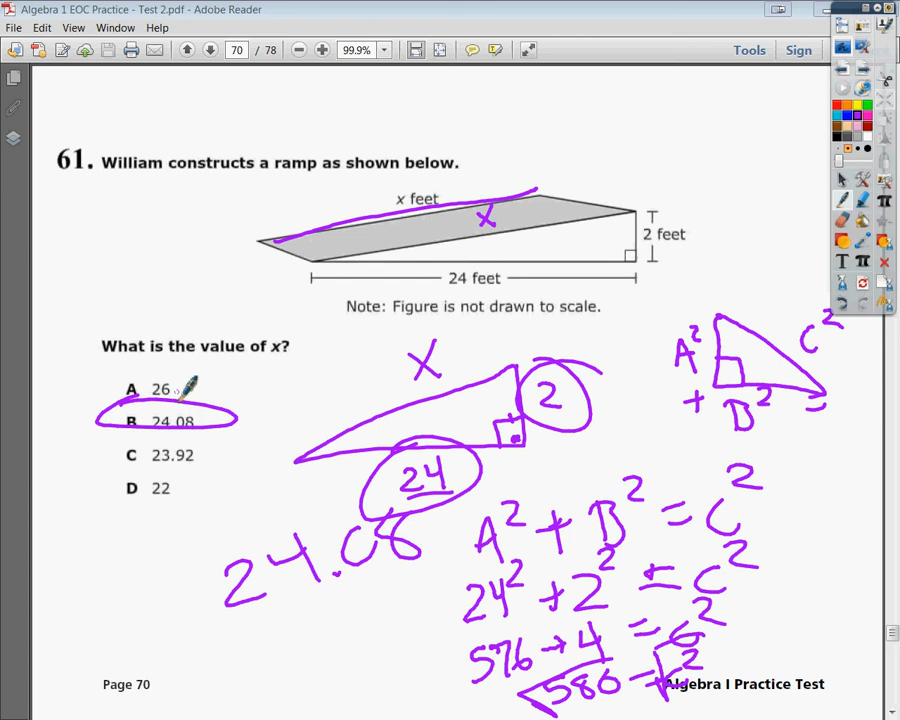 Algebra 1 EOC Practice - Test 2.pdf - Adobe Reader
File Edit View Window Help
70 / 78 99.9% Tools Sign
61. William constructs a ramp as shown below.
x feet
X
2 feet
24 feet
Note: Figure is not drawn to scale.
What is the value of x?
A 26
B 24.08
C 23.92
D 22
X
2
24
A² + B² = C²
24.08
A² + B² = C²
24² + 2² = C²
576 + 4 = C²
580 = C²
Page 70 Algebra I Practice Test